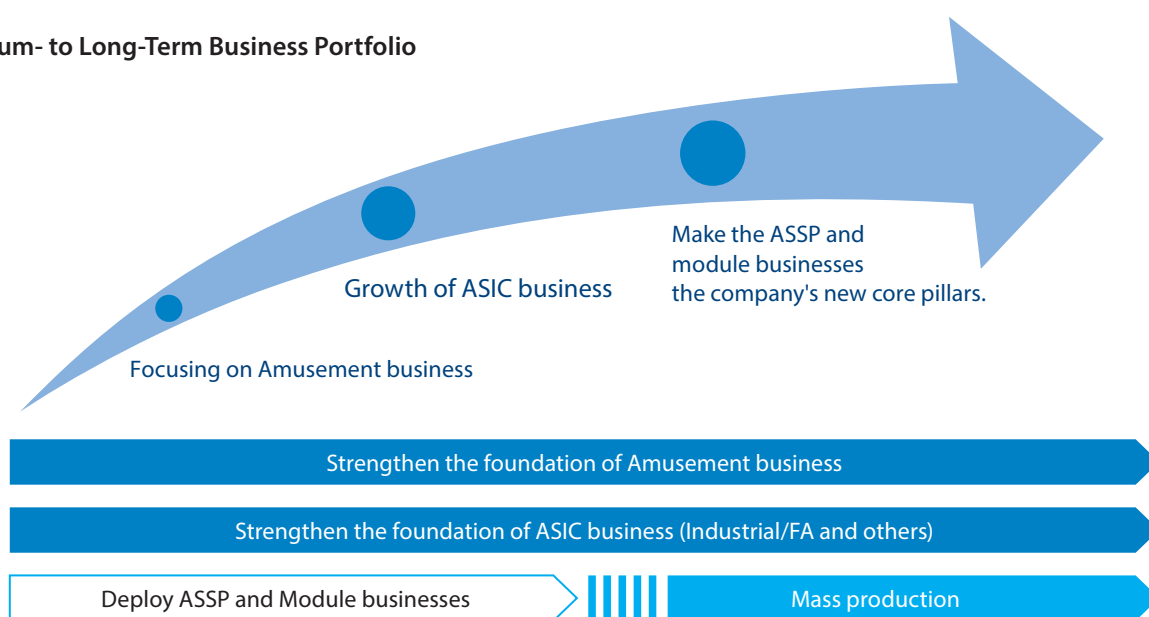 um- to Long-Term Business Portfolio
Make the ASSP and
module businesses
the company's new core pillars.
Growth of ASIC business
Focusing on Amusement business
Strengthen the foundation of Amusement business
Strengthen the foundation of ASIC business (Industrial/FA and others)
Deploy ASSP and Module businesses
Mass production